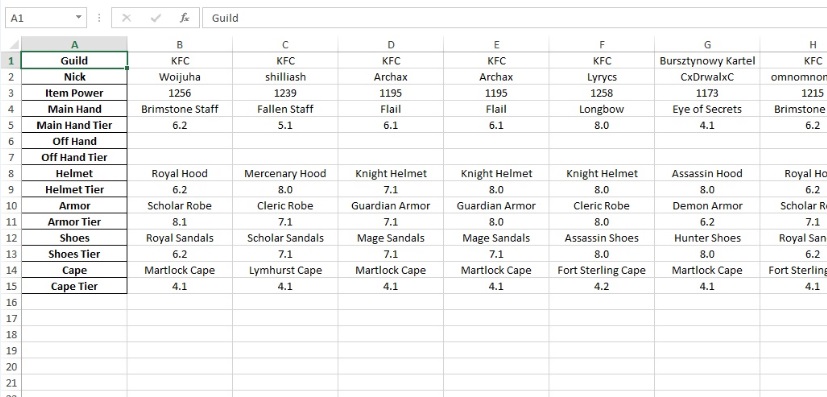 A1 fx Guild
A B C D E F G H
1 Guild KFC KFC KFC KFC KFC Bursztynowy Kartel KFC
2 Nick Woijuha shilliash Archax Archax Lyrycs CxDrwalxC omnomnom
3 Item Power 1256 1239 1195 1195 1258 1173 1215
4 Main Hand Brimstone Staff Fallen Staff Flail Flail Longbow Eye of Secrets Brimstone
5 Main Hand Tier 6.2 5.1 6.1 6.1 8.0 4.1 6.2
6 Off Hand
7 Off Hand Tier
8 Helmet Royal Hood Mercenary Hood Knight Helmet Knight Helmet Knight Helmet Assassin Hood Royal Ho
9 Helmet Tier 6.2 8.0 7.1 8.0 8.0 8.0 6.2
10 Armor Scholar Robe Cleric Robe Guardian Armor Guardian Armor Cleric Robe Demon Armor Scholar R
11 Armor Tier 8.1 7.1 7.1 8.0 8.0 6.2 7.1
12 Shoes Royal Sandals Scholar Sandals Mage Sandals Mage Sandals Assassin Shoes Hunter Shoes Royal San
13 Shoes Tier 6.2 7.1 7.1 7.1 8.0 8.0 6.2
14 Cape Martlock Cape Lymhurst Cape Martlock Cape Martlock Cape Fort Sterling Cape Martlock Cape Fort Sterling
15 Cape Tier 4.1 4.1 4.1 4.1 4.2 4.1 4.1
16
17
18
19
20
21